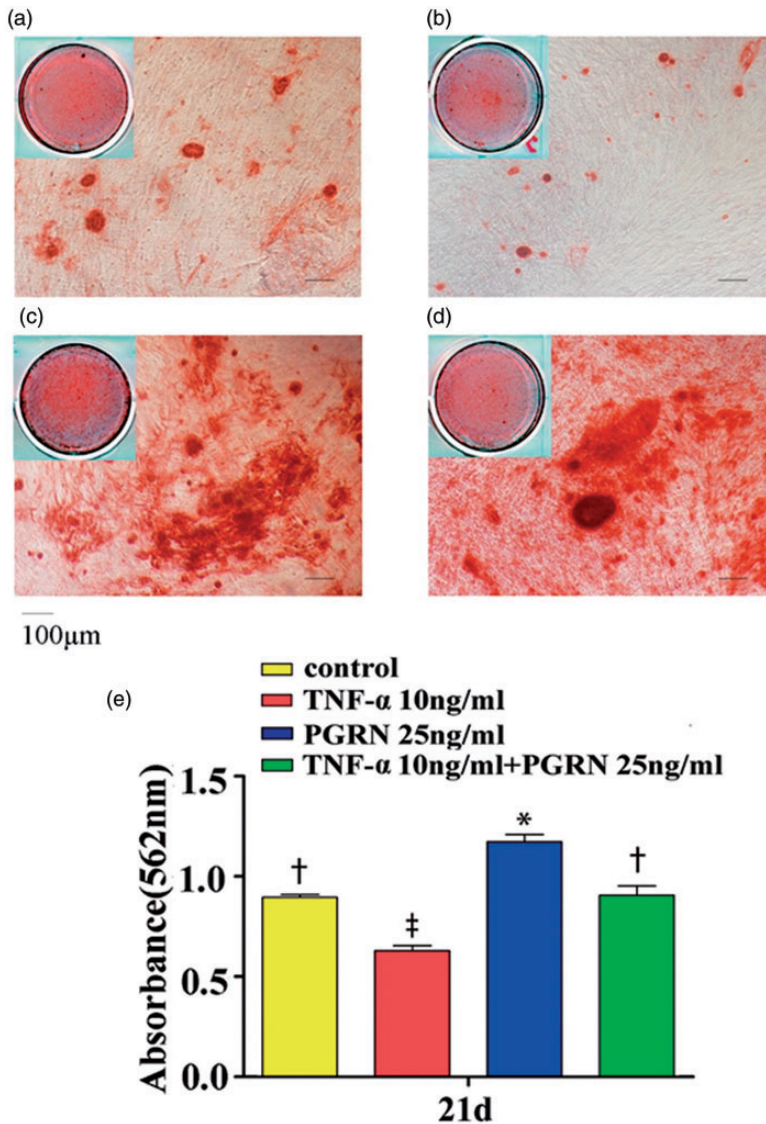 (a)
(b)
(c)
(d)
100μm
(e)
control
TNF-α 10ng/ml
PGRN 25ng/ml
TNF-α 10ng/ml+PGRN 25ng/ml
Absorbance(562nm)
1.5
1.0
0.5
0.0
†
‡
*
†
21d